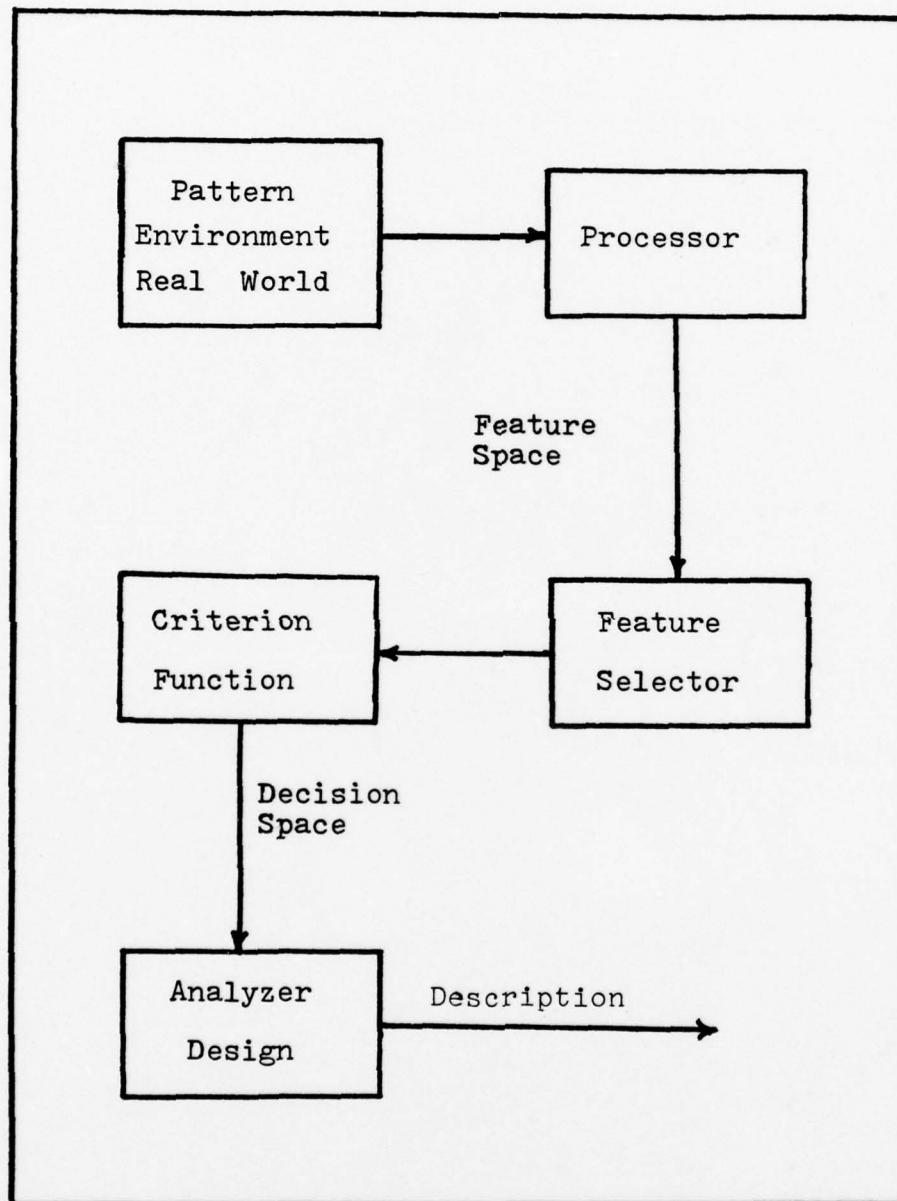 Pattern
Environment
Real World
Processor
Feature
Space
Feature
Selector
Criterion
Function
Decision
Space
Analyzer
Design
Description